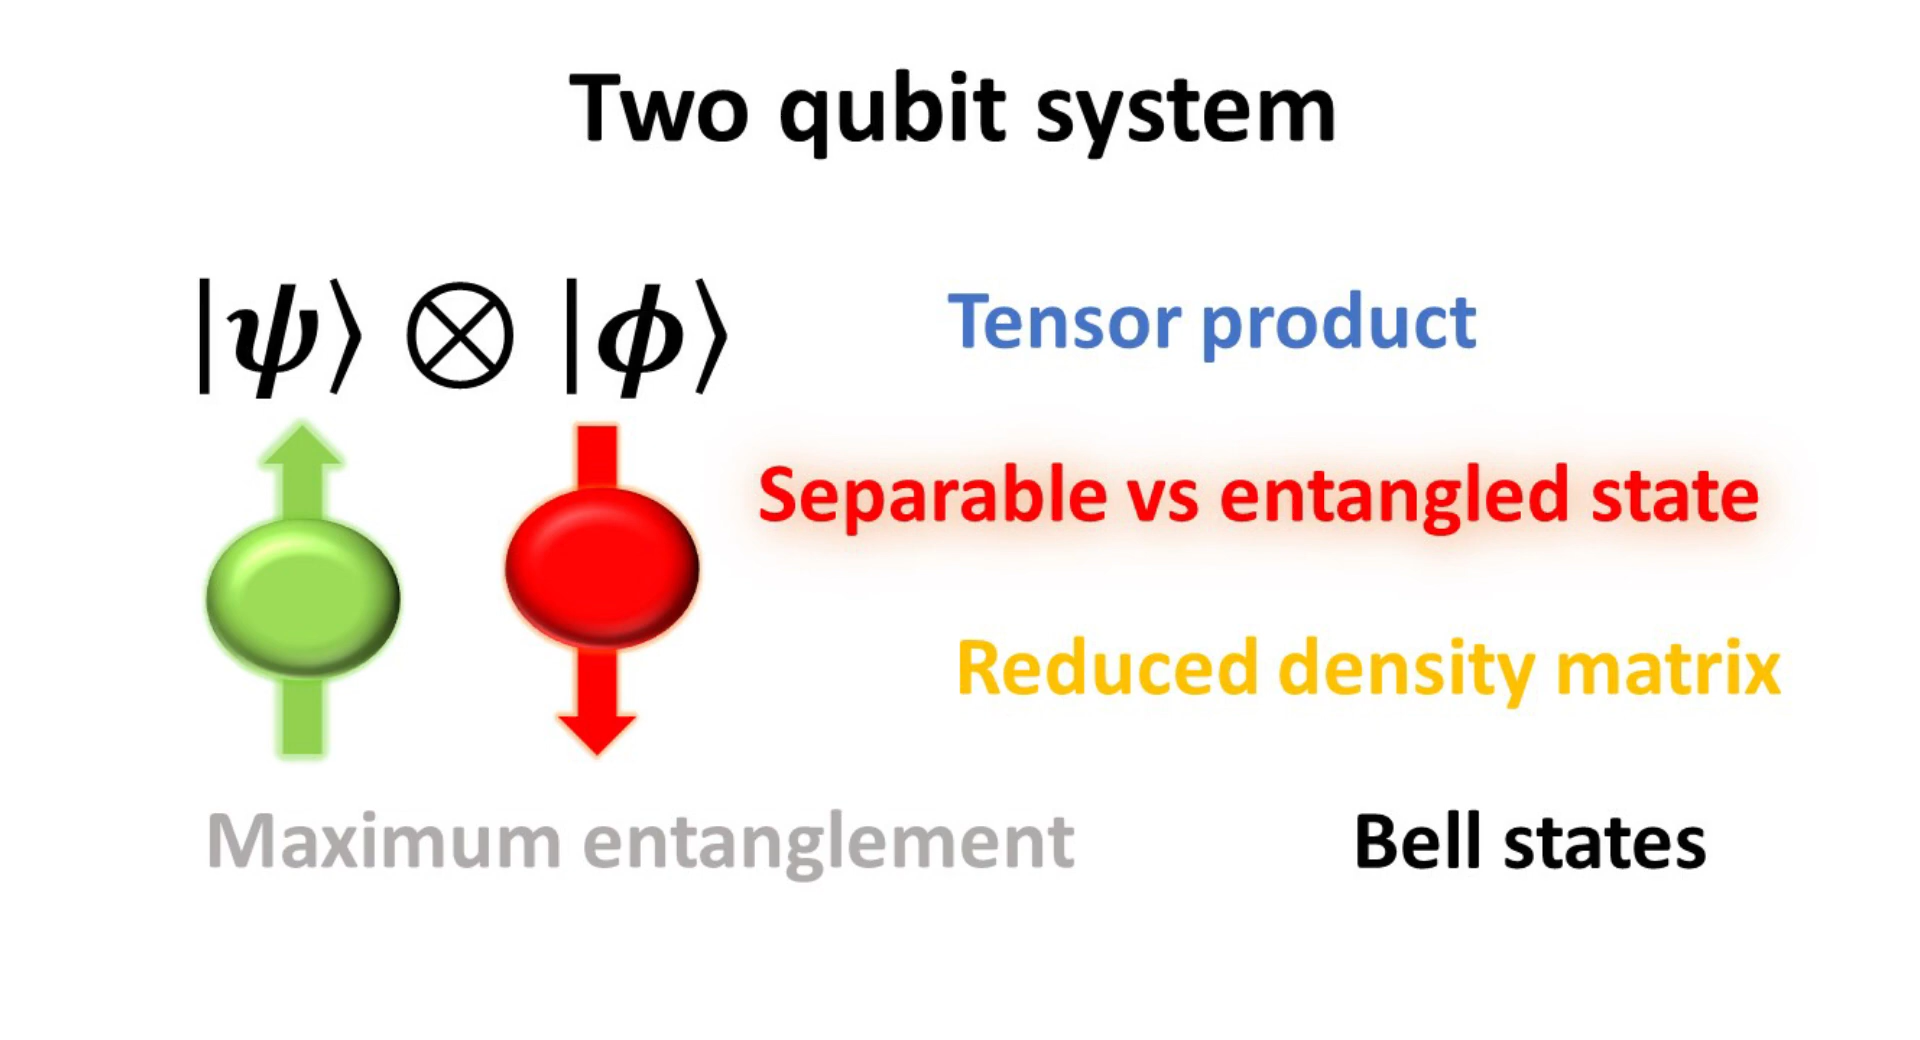 Two qubit system
|ψ⟩ ⊗ |ϕ⟩
Tensor product
Separable vs entangled state
Reduced density matrix
Maximum entanglement
Bell states